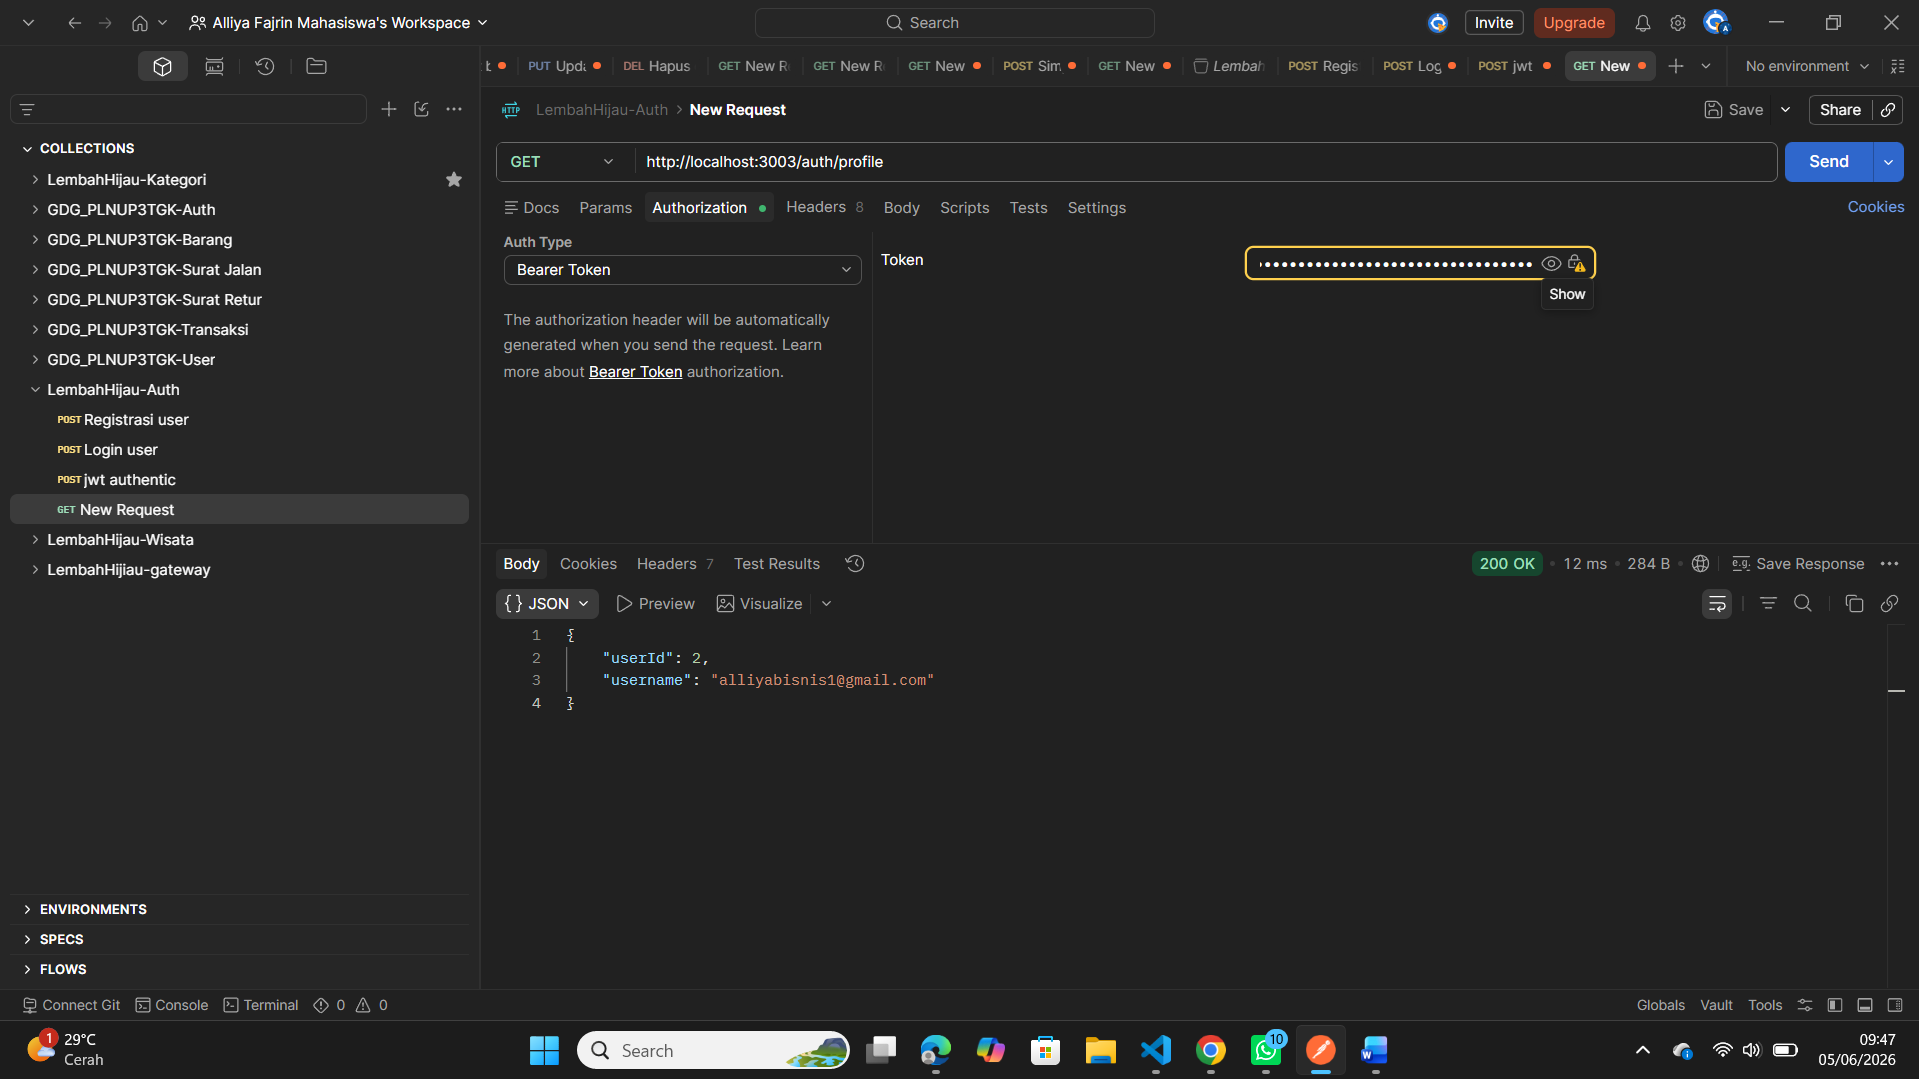 Alliya Fajrin Mahasiswa's Workspace
Search
Invite
Upgrade
PUT Upd
DEL Hapus
GET New R
GET New R
GET New
POST Sim
GET New
Lembah
POST Regis
POST Log
POST jwt
GET New
No environment
HTTP LembahHijau-Auth > New Request
Save
Share
GET
http://localhost:3003/auth/profile
Send
Docs
Params
Authorization
Headers 8
Body
Scripts
Tests
Settings
Cookies
Auth Type
Bearer Token
The authorization header will be automatically
generated when you send the request. Learn
more about Bearer Token authorization.
Token
Show
COLLECTIONS
LembahHijau-Kategori
GDG_PLNUP3TGK-Auth
GDG_PLNUP3TGK-Barang
GDG_PLNUP3TGK-Surat Jalan
GDG_PLNUP3TGK-Surat Retur
GDG_PLNUP3TGK-Transaksi
GDG_PLNUP3TGK-User
LembahHijau-Auth
POST Registrasi user
POST Login user
POST jwt authentic
GET New Request
LembahHijau-Wisata
LembahHijiau-gateway
ENVIRONMENTS
SPECS
FLOWS
Body
Cookies
Headers 7
Test Results
200 OK • 12 ms • 284 B
e.g. Save Response
{} JSON
Preview
Visualize
1 {
2 "userId": 2,
3 "username": "alliyabisnis1@gmail.com"
4 }
Connect Git
Console
Terminal
0
0
Globals
Vault
Tools
1
29°C
Cerah
Search
10
09:47
05/06/2026